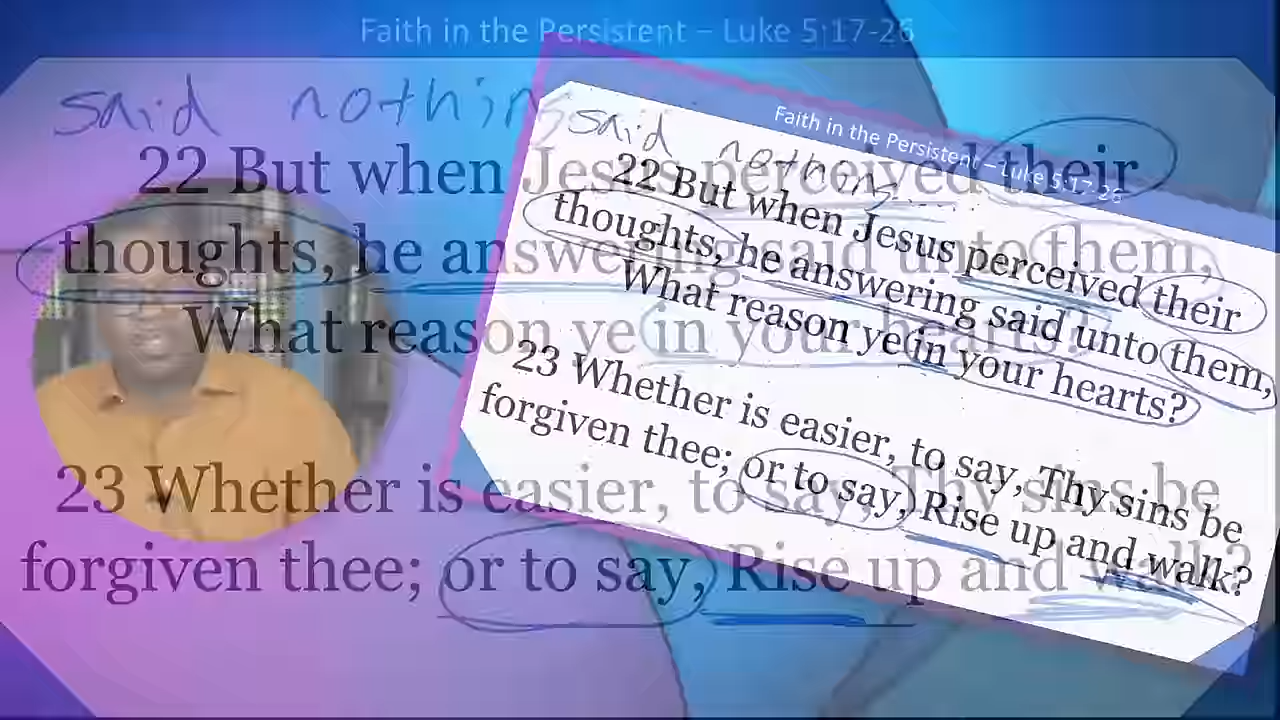 Faith in the Persistent – Luke 5:17-26
said nothing
22 But when Jesus perceived their
thoughts, he answering said unto them,
What reason ye in your hearts?
23 Whether is easier, to say, Thy sins be
forgiven thee; or to say, Rise up and walk?
Faith in the Persistent – Luke 5:17-26
said nothing
22 But when Jesus perceived their
thoughts, he answering said unto them,
What reason ye in your hearts?
23 Whether is easier, to say, Thy sins be
forgiven thee; or to say, Rise up and walk?